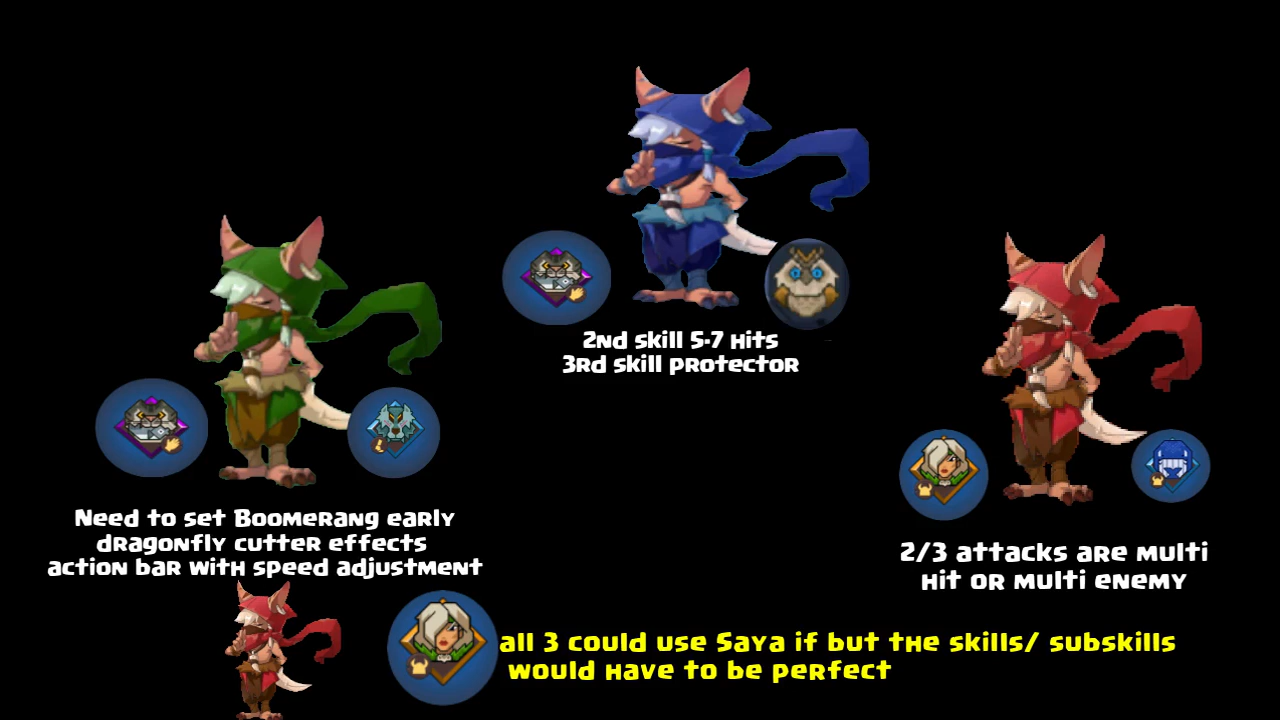 2nd skill 5-7 Hits
3rd skill protector
Need to set Boomerang early
dragonfly cutter effects
action bar with speed adjustment
2/3 attacks are multi
Hit or multi enemy
all 3 could use Saya if but the skills/ subskills
would have to be perfect